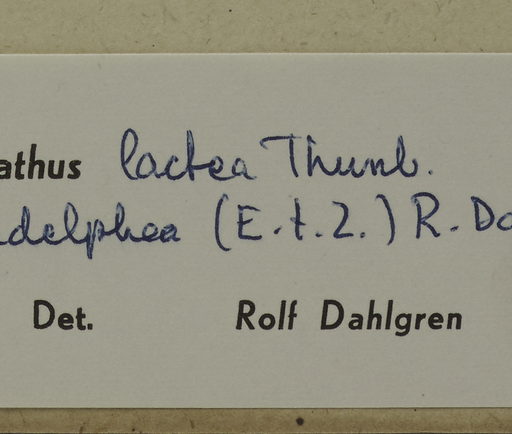 athus lactea Thunb.
delphea (E.t.Z.) R. Da
Det. Rolf Dahlgren